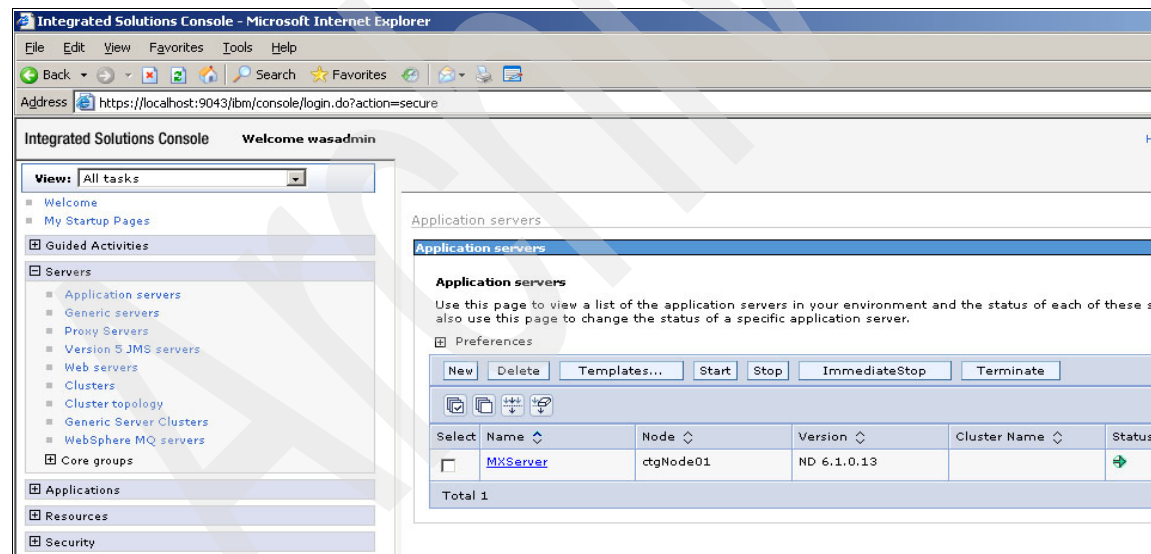 Integrated Solutions Console - Microsoft Internet Explorer
File Edit View Favorites Tools Help
Back Search Favorites
Address https://localhost:9043/ibm/console/login.do?action=secure
Integrated Solutions Console Welcome wasadmin
View: All tasks
Welcome
My Startup Pages
Guided Activities
Servers
Application servers
Generic servers
Proxy Servers
Version 5 JMS servers
Web servers
Clusters
Cluster topology
Generic Server Clusters
WebSphere MQ servers
Core groups
Applications
Resources
Security
Application servers
Application servers
Application servers
Use this page to view a list of the application servers in your environment and the status of each of these
also use this page to change the status of a specific application server.
Preferences
New Delete Templates... Start Stop ImmediateStop Terminate
Select Name Node Version Cluster Name Status
MXServer ctgNode01 ND 6.1.0.13
Total 1